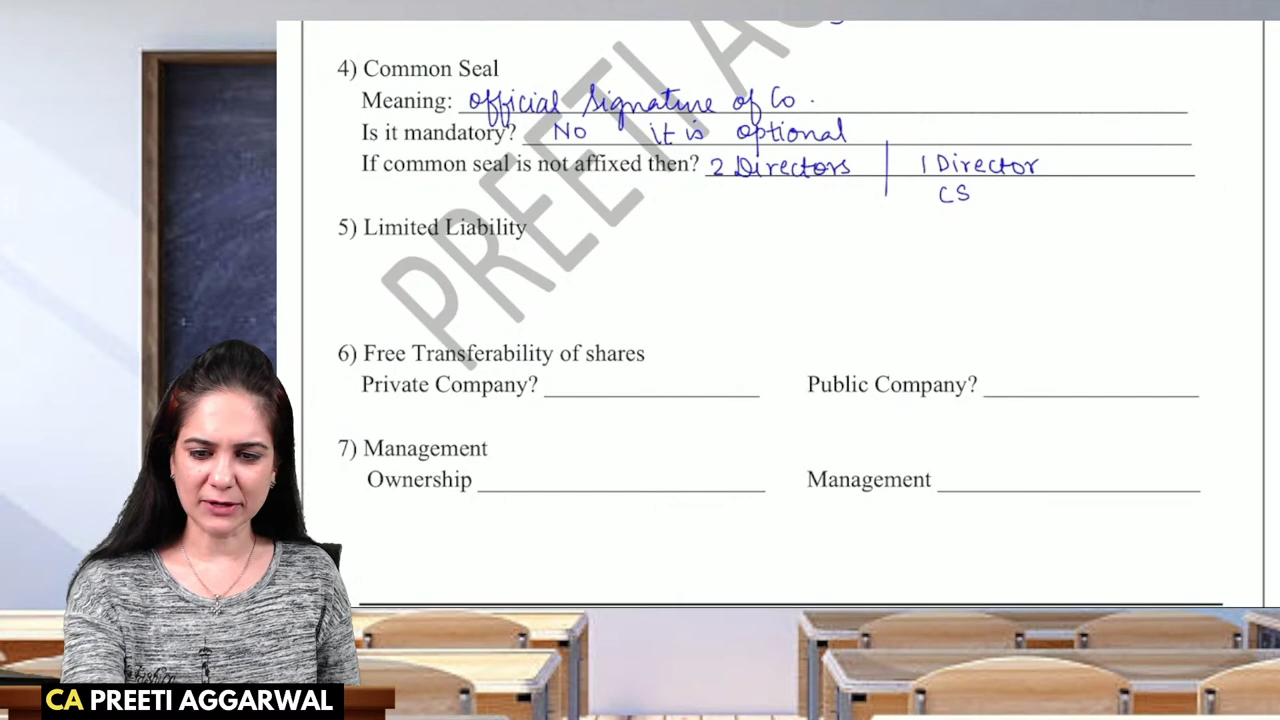 4) Common Seal
Meaning: official signature of Co.
Is it mandatory? No it is optional
If common seal is not affixed then? 2 Directors | 1 Director
CS
5) Limited Liability
6) Free Transferability of shares
Private Company? Public Company?
7) Management
Ownership Management
PREETI
CA PREETI AGGARWAL